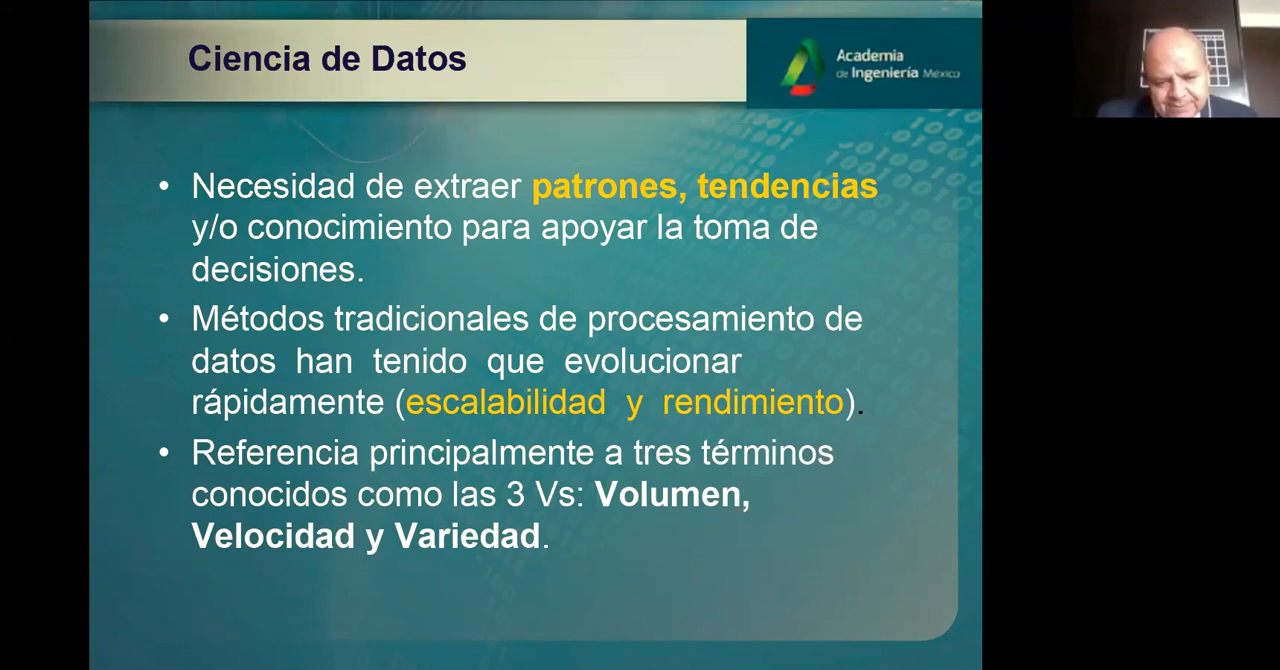 Ciencia de Datos
Academia
de Ingeniería México
• Necesidad de extraer patrones, tendencias
y/o conocimiento para apoyar la toma de
decisiones.
• Métodos tradicionales de procesamiento de
datos han tenido que evolucionar
rápidamente (escalabilidad y rendimiento).
• Referencia principalmente a tres términos
conocidos como las 3 Vs: Volumen,
Velocidad y Variedad.